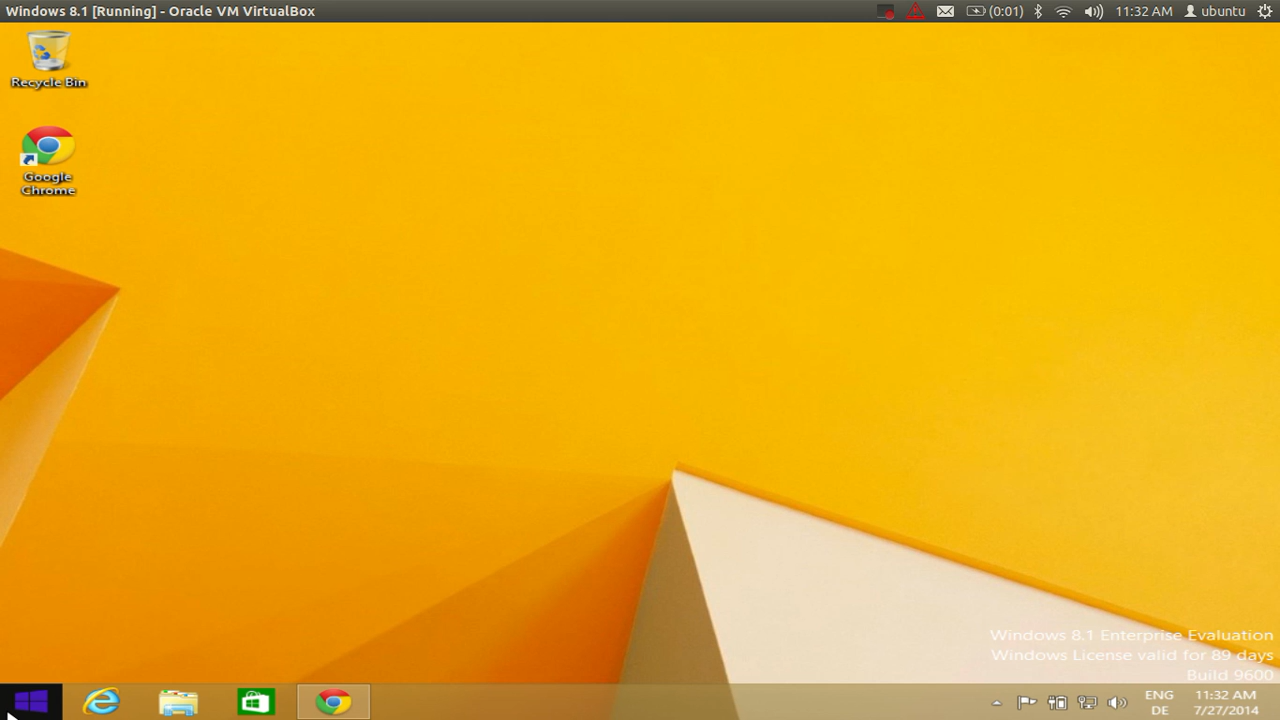 Windows 8.1 [Running] - Oracle VM VirtualBox
(0:01) 11:32 AM ubuntu
Recycle Bin
Google
Chrome
Windows 8.1 Enterprise Evaluation
Windows License valid for 89 days
Build 9600
ENG 11:32 AM
DE 7/27/2014